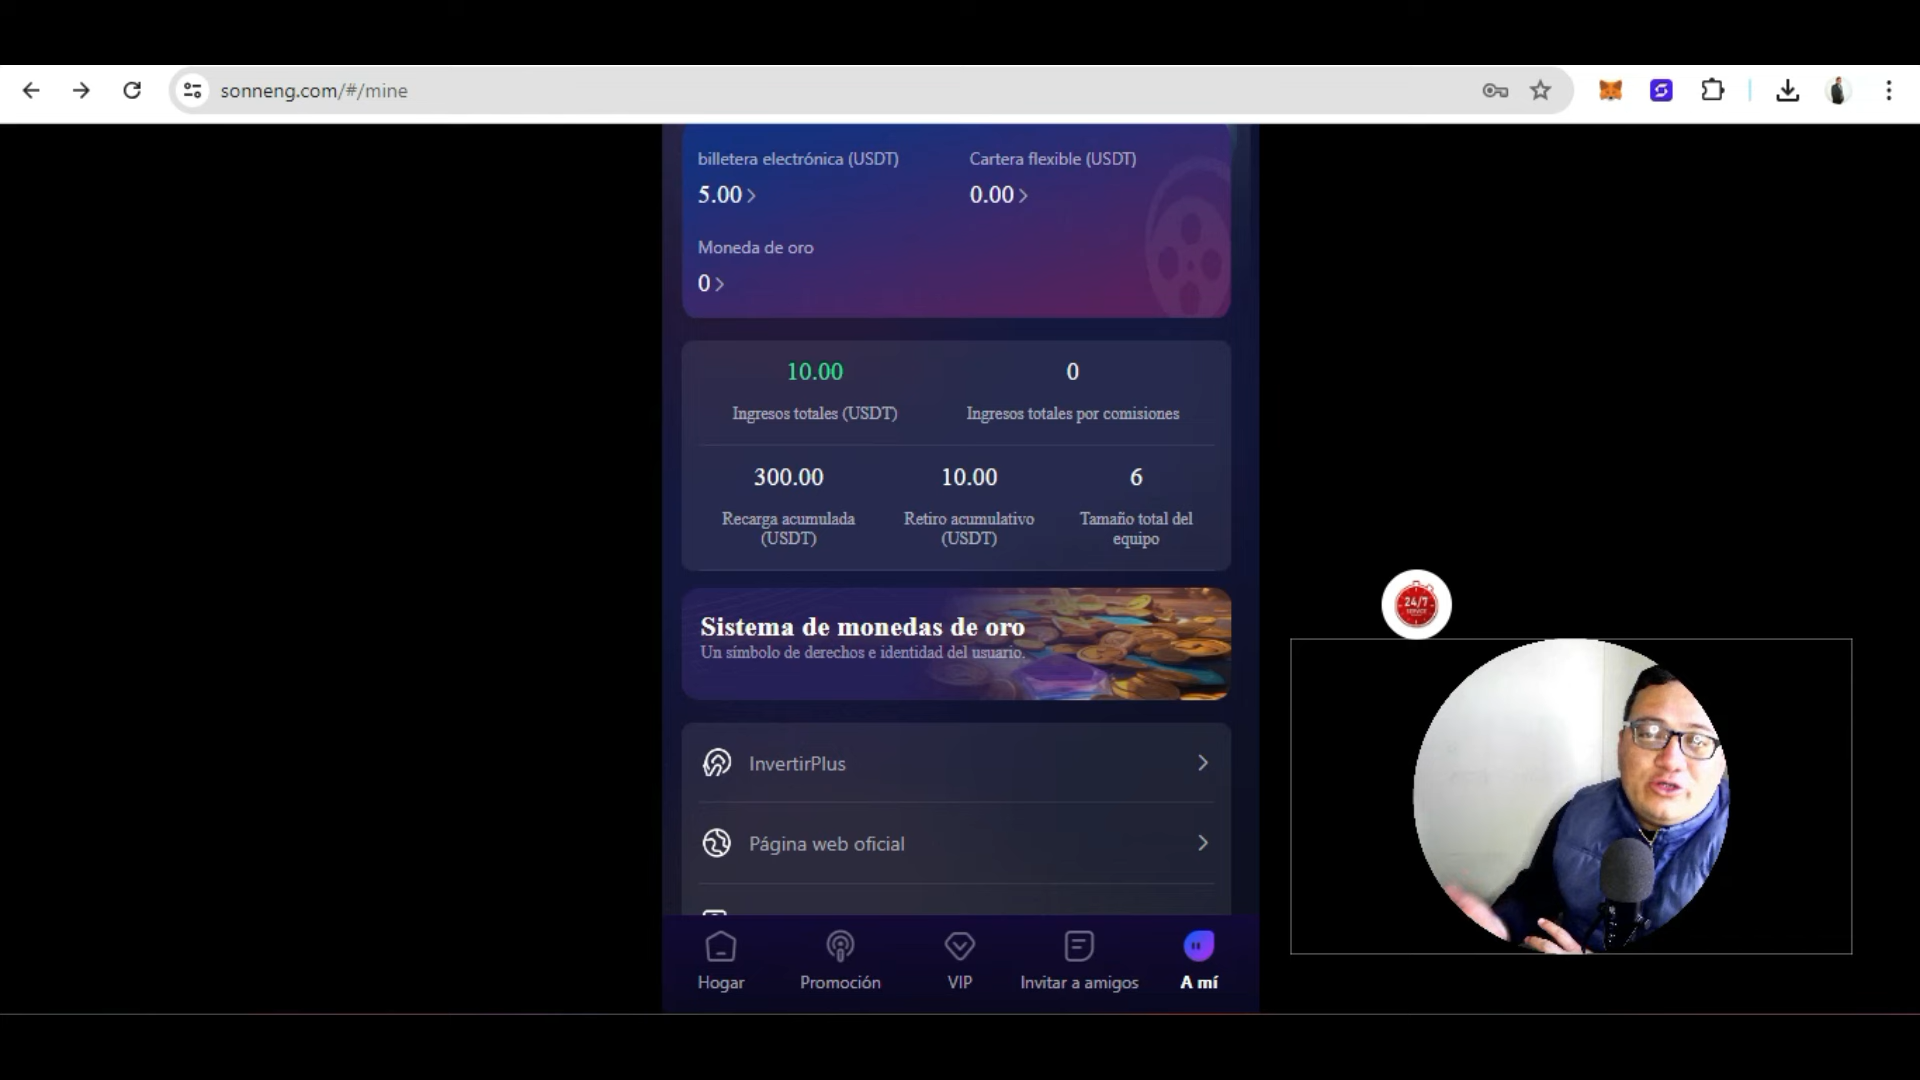 sonneng.com/#/mine
billetera electrónica (USDT)
Cartera flexible (USDT)
5.00
0.00
Moneda de oro
0
10.00
0
Ingresos totales (USDT)
Ingresos totales por comisiones
300.00
10.00
6
Recarga acumulada
(USDT)
Retiro acumulativo
(USDT)
Tamaño total del
equipo
24/7
SERVICE
Sistema de monedas de oro
Un símbolo de derechos e identidad del usuario.
InvertirPlus
Página web oficial
Hogar
Promoción
VIP
Invitar a amigos
A mí